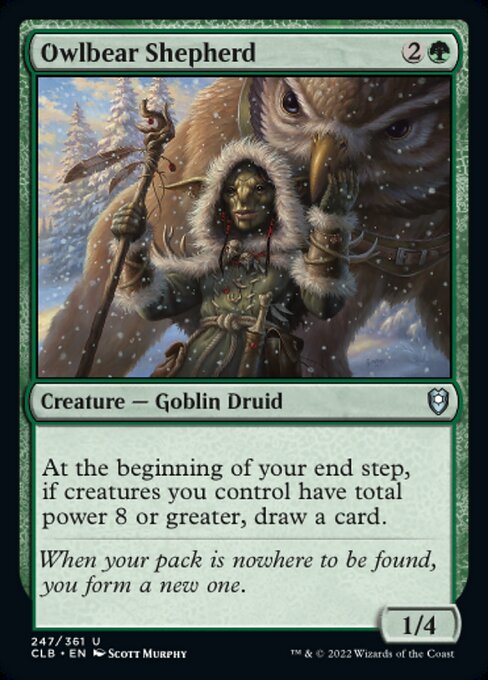 Owlbear Shepherd 2
Creature — Goblin Druid
At the beginning of your end step,
if creatures you control have total
power 8 or greater, draw a card.
When your pack is nowhere to be found,
you form a new one.
1/4
247/361 U
CLB • EN Scott Murphy
™ & © 2022 Wizards of the Coast